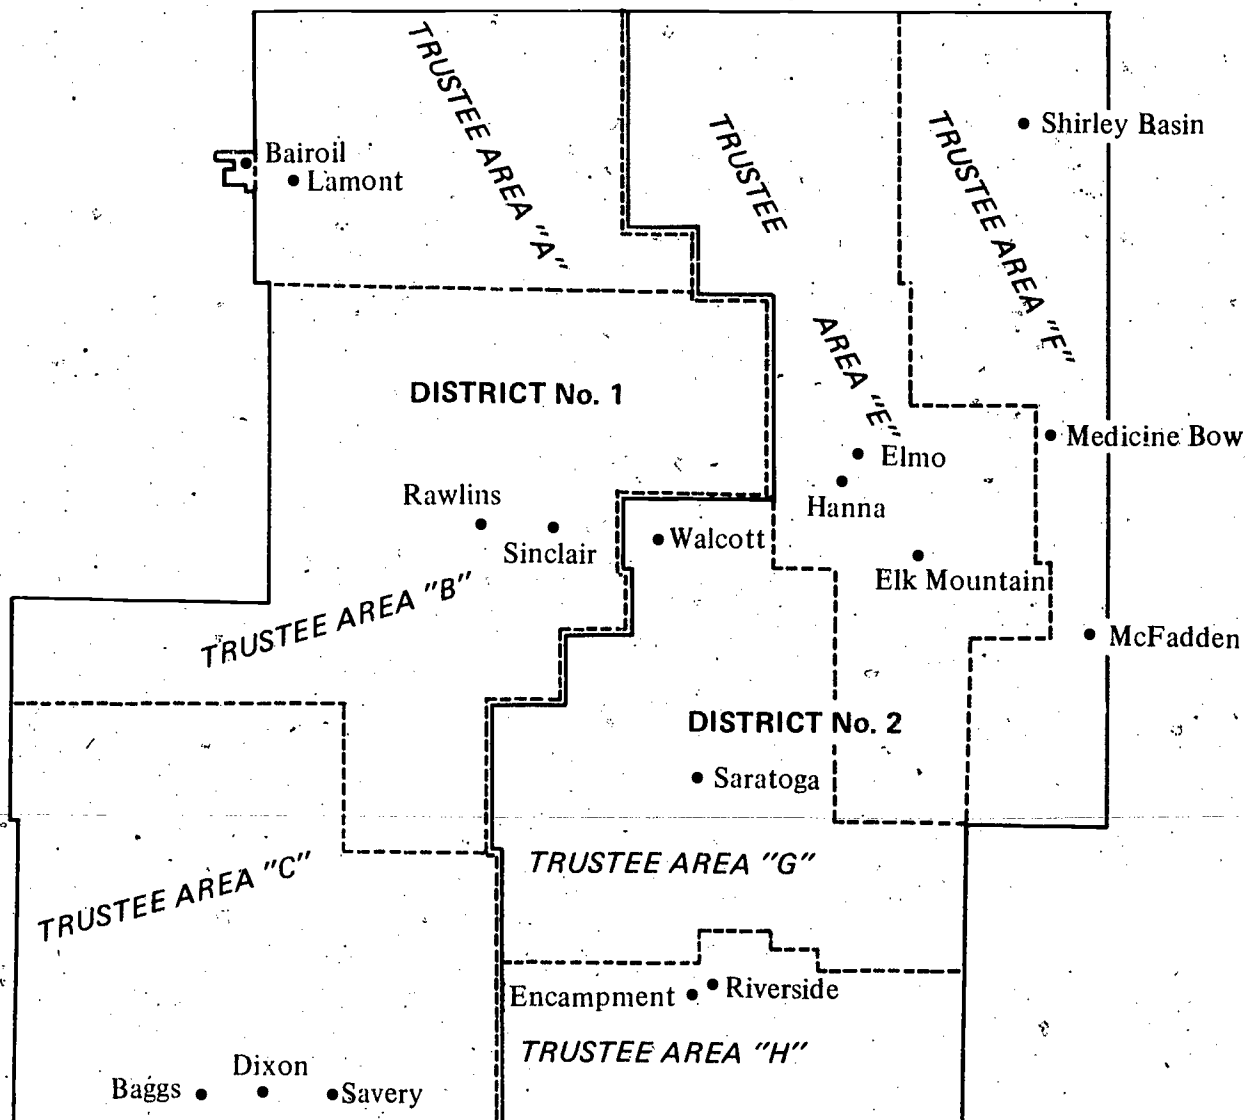 TRUSTEE AREA "A"
TRUSTEE
AREA "E"
TRUSTEE AREA "F"
Shirley Basin
Bairoil
Lamont
DISTRICT No. 1
Medicine Bow
Elmo
Hanna
Rawlins
Sinclair
Walcott
Elk Mountain
TRUSTEE AREA "B"
McFadden
DISTRICT No. 2
Saratoga
TRUSTEE AREA "C"
TRUSTEE AREA "G"
Encampment
Riverside
TRUSTEE AREA "H"
Baggs
Dixon
Savery